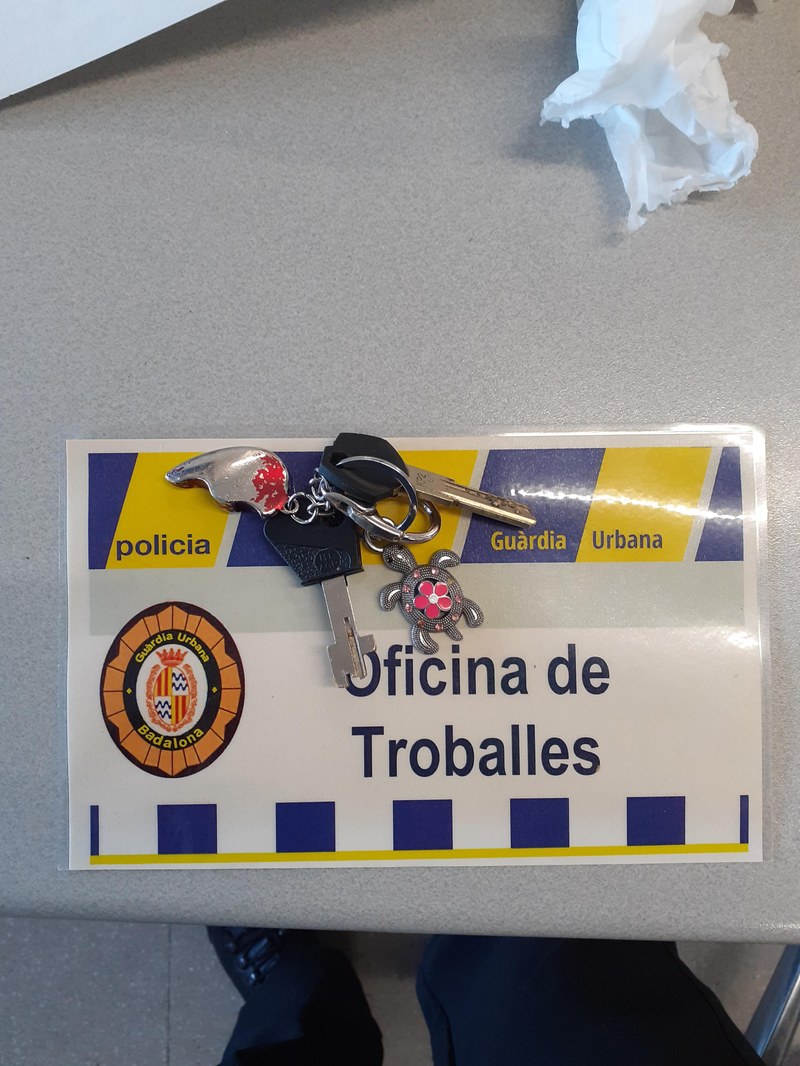 policia
Guàrdia Urbana
Guàrdia Urbana
Badalona
Oficina de
Troballes